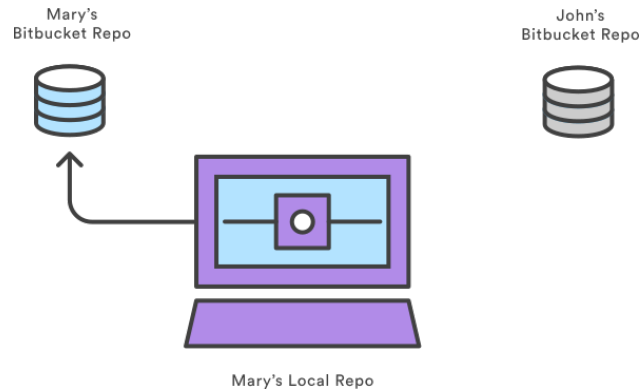 Mary's
Bitbucket Repo
John's
Bitbucket Repo
Mary's Local Repo